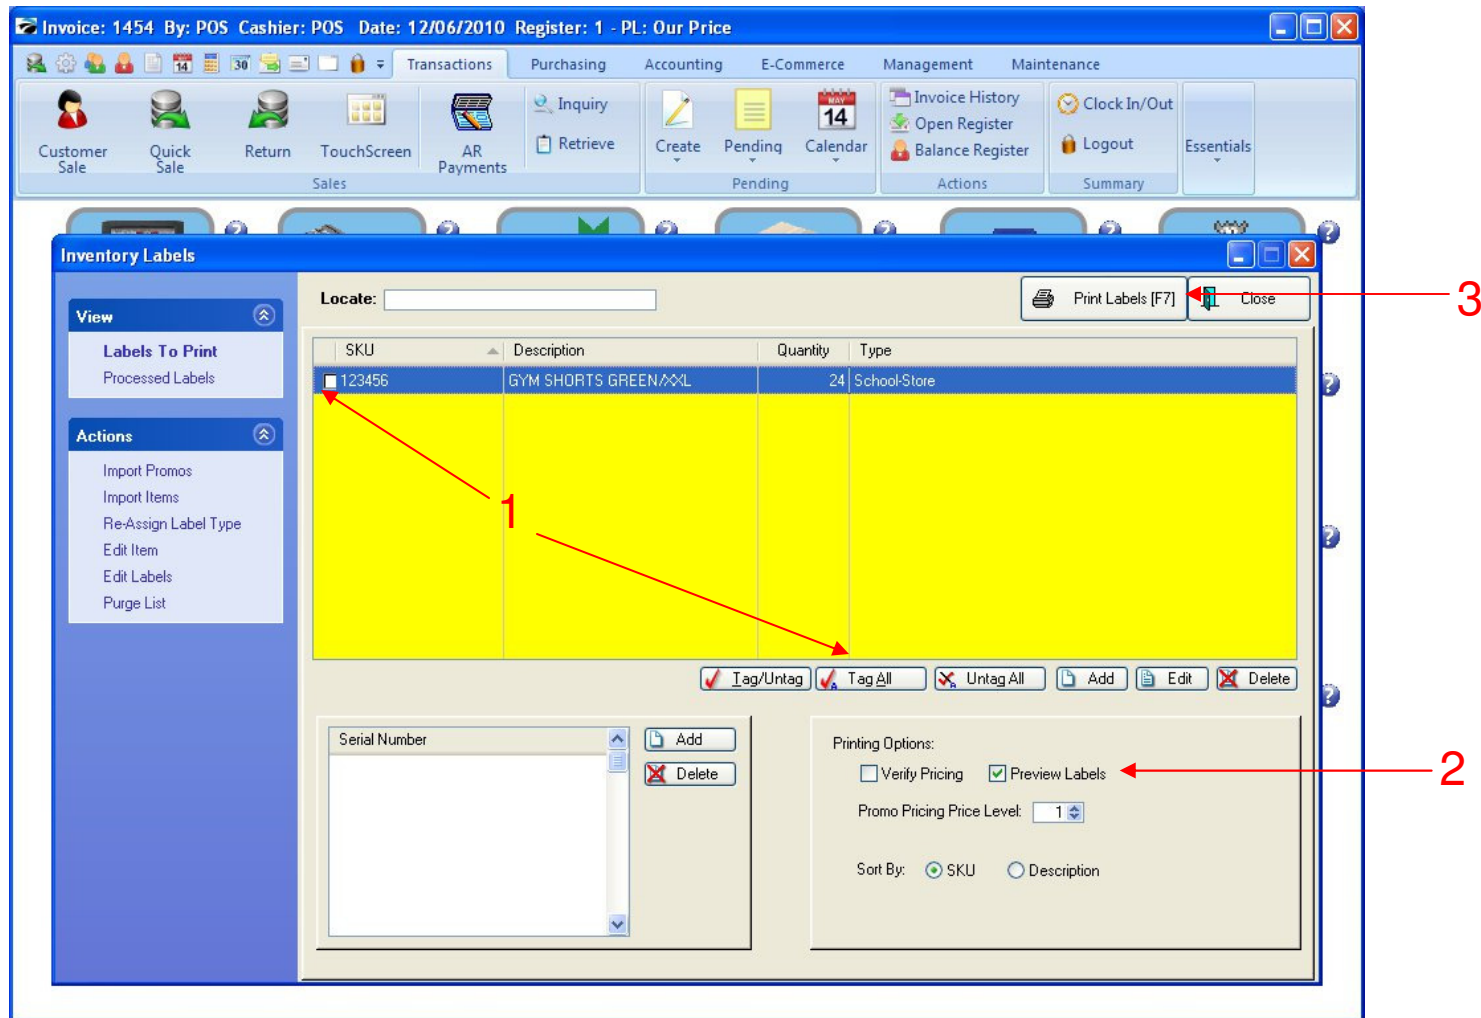 Invoice: 1454 By: POS Cashier: POS Date: 12/06/2010 Register: 1 - PL: Our Price
14 30 Transactions Purchasing Accounting E-Commerce Management Maintenance
Customer Sale Quick Sale Return TouchScreen AR Payments Inquiry Retrieve
Sales
Create Pending MAY 14 Calendar
Pending
Invoice History
Open Register
Balance Register
Actions
Clock In/Out
Logout
Summary
Essentials
Inventory Labels
View
Labels To Print
Processed Labels
Actions
Import Promos
Import Items
Re-Assign Label Type
Edit Item
Edit Labels
Purge List
Locate: Print Labels [F7] Close 3
SKU Description Quantity Type
123456 GYM SHORTS GREEN/XXL 24 School-Store
1
Tag/Untag Tag All Untag All Add Edit Delete
Serial Number Add
Delete
Printing Options:
Verify Pricing Preview Labels 2
Promo Pricing Price Level: 1
Sort By: SKU Description